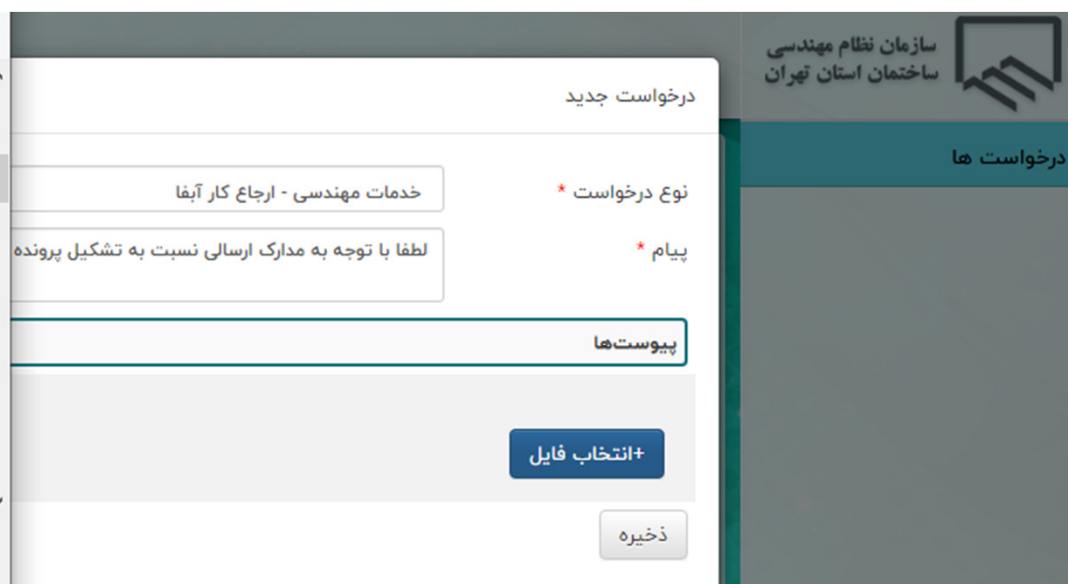 سازمان نظام مهندسی
ساختمان استان تهران
درخواست ها
درخواست جدید
نوع درخواست *
خدمات مهندسی - ارجاع کار آبفا
پیام *
لطفا با توجه به مدارک ارسالی نسبت به تشکیل پرونده
پیوست‌ها
+انتخاب فایل
ذخیره